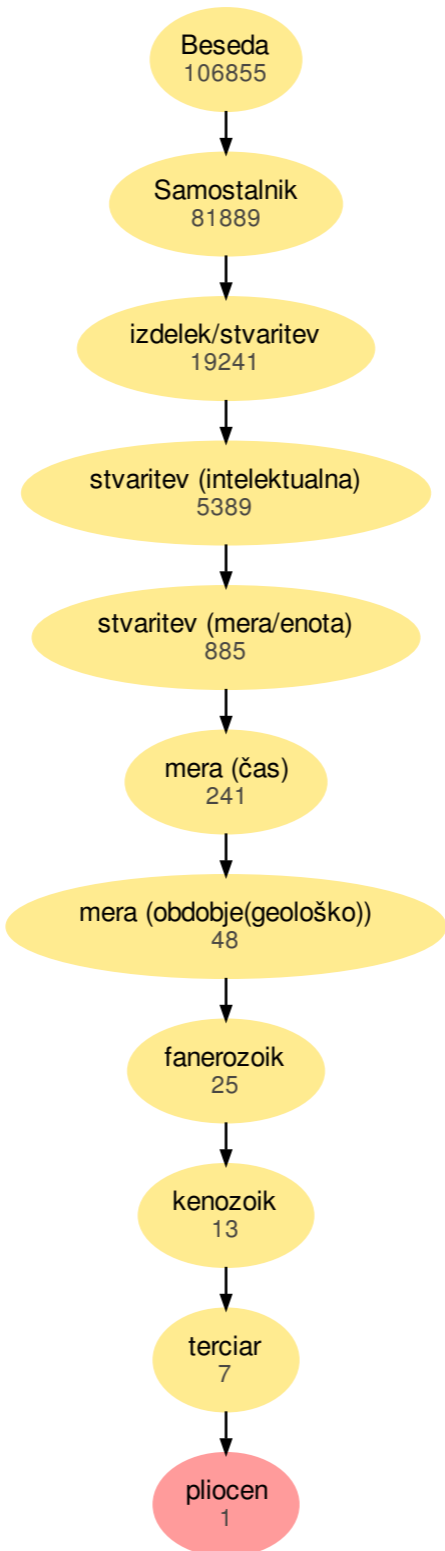 Beseda
106855
Samostalnik
81889
izdelek/stvaritev
19241
stvaritev (intelektualna)
5389
stvaritev (mera/enota)
885
mera (čas)
241
mera (obdobje(geološko))
48
fanerozoik
25
kenozoik
13
terciar
7
pliocen
1